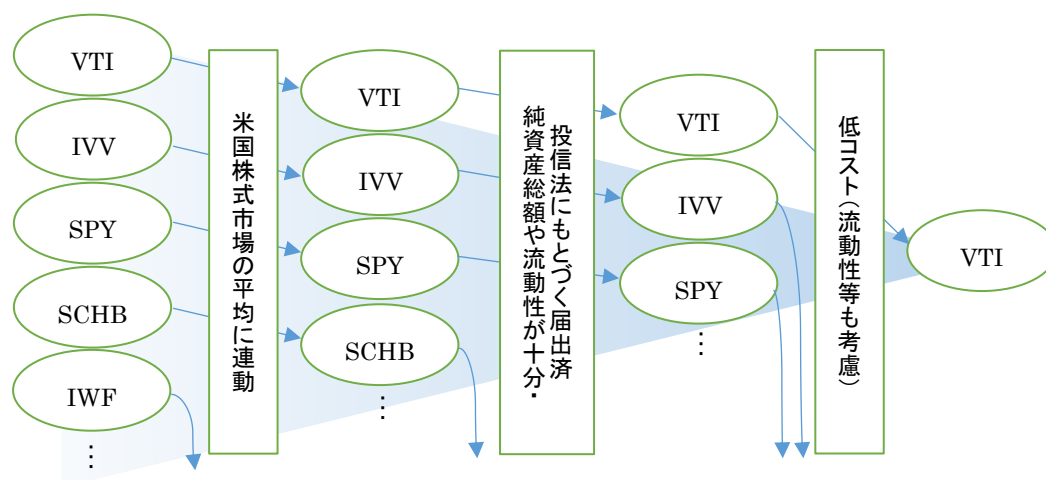 VTI
IVV
SPY
SCHB
IWF
⋮
米国株式市場の平均に連動
VTI
IVV
SPY
SCHB
⋮
投信法にもとづく届出済
純資産総額や流動性が十分・
VTI
IVV
SPY
⋮
低コスト(流動性等も考慮)
VTI